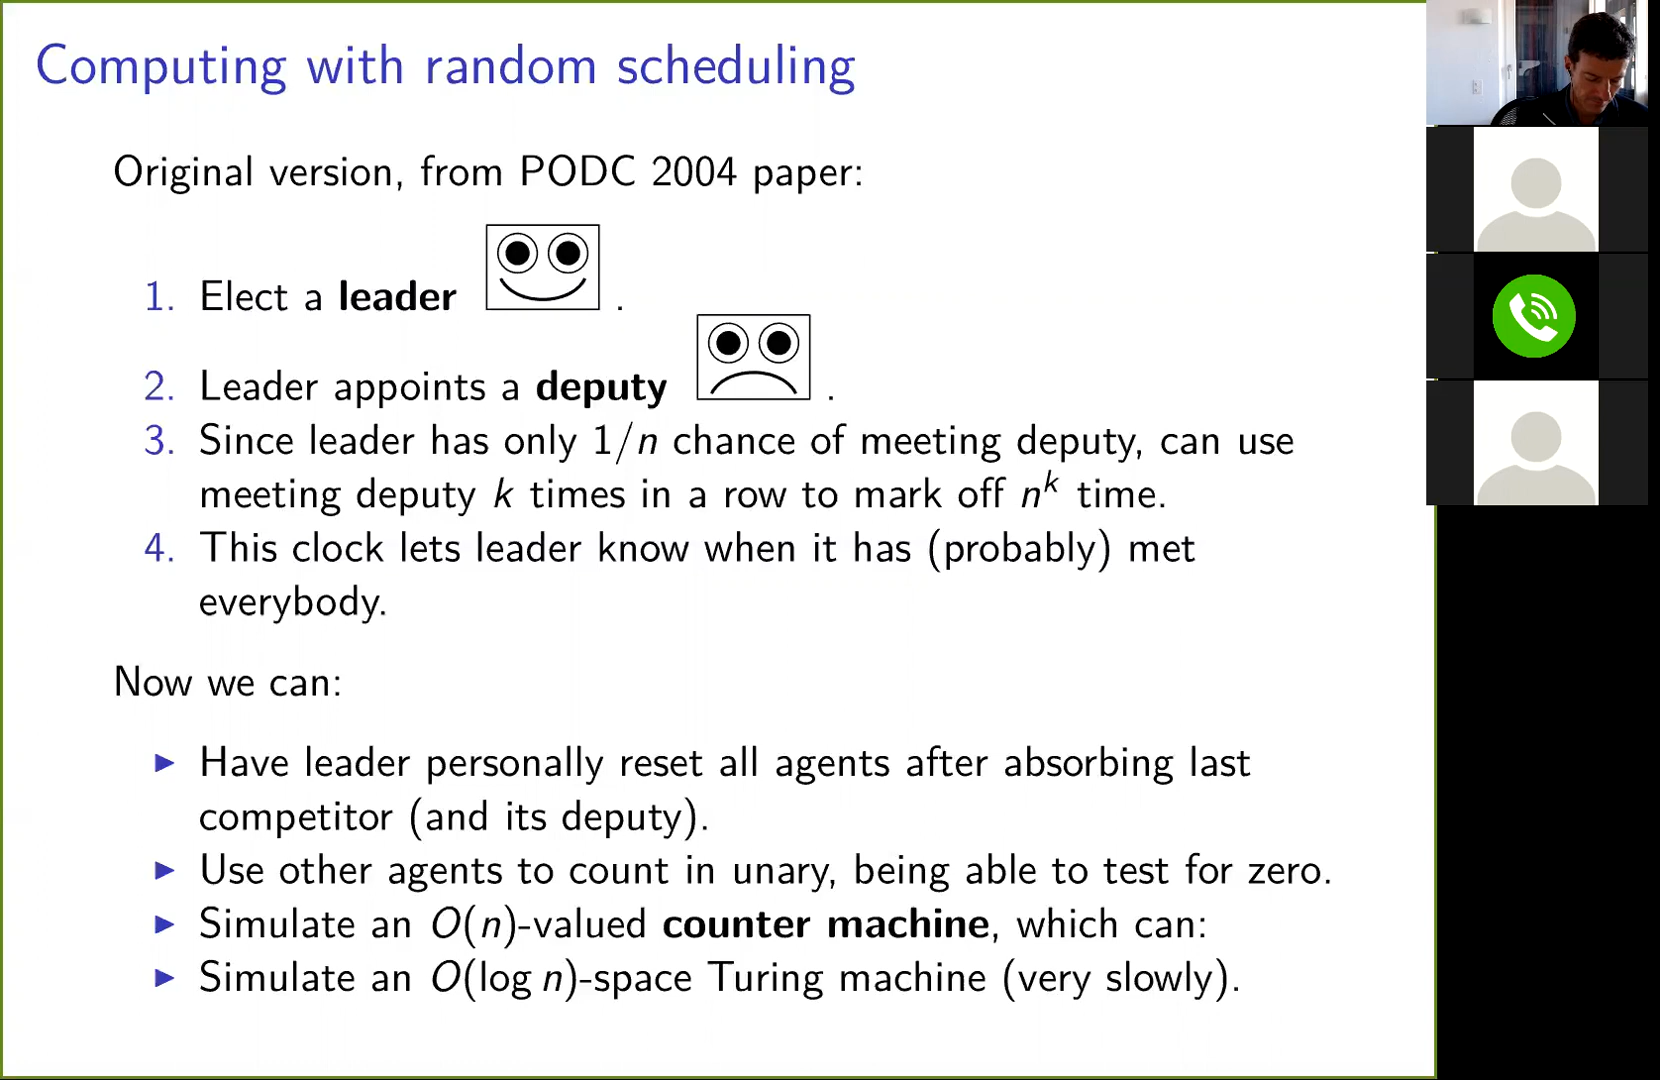 Computing with random scheduling
Original version, from PODC 2004 paper:
1. Elect a leader .
2. Leader appoints a deputy .
3. Since leader has only 1/n chance of meeting deputy, can use
meeting deputy k times in a row to mark off n^k time.
4. This clock lets leader know when it has (probably) met
everybody.
Now we can:
▶ Have leader personally reset all agents after absorbing last
competitor (and its deputy).
▶ Use other agents to count in unary, being able to test for zero.
▶ Simulate an O(n)-valued counter machine, which can:
▶ Simulate an O(log n)-space Turing machine (very slowly).